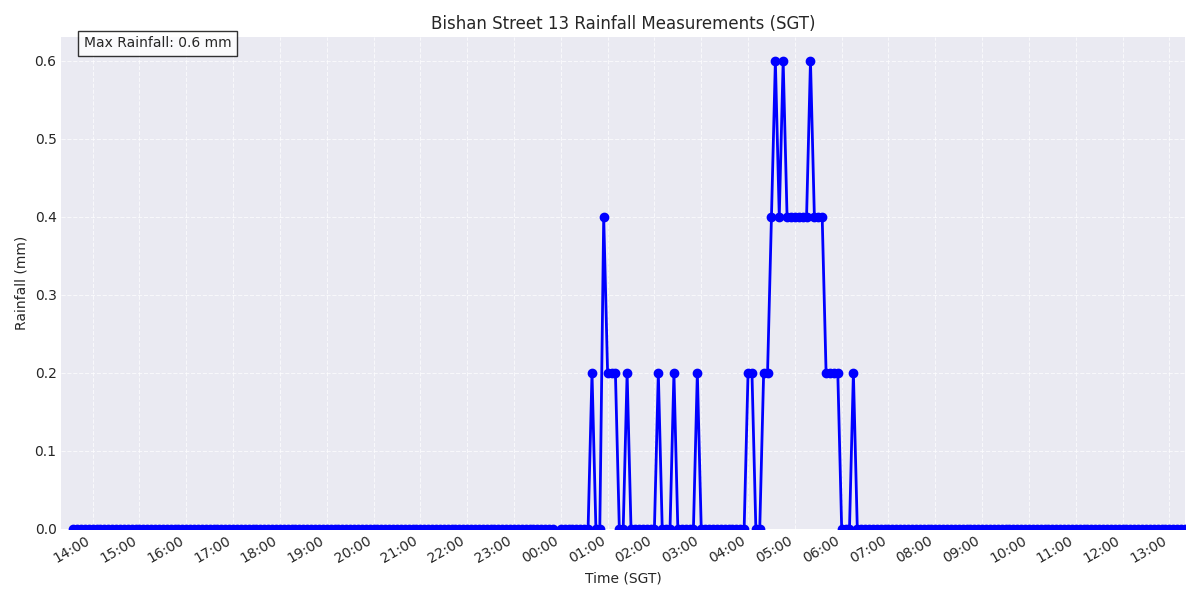 Bishan Street 13 Rainfall Measurements (SGT)
Max Rainfall: 0.6 mm
Rainfall (mm)
0.6
0.5
0.4
0.3
0.2
0.1
0.0
14:00 15:00 16:00 17:00 18:00 19:00 20:00 21:00 22:00 23:00 00:00 01:00 02:00 03:00 04:00 05:00 06:00 07:00 08:00 09:00 10:00 11:00 12:00 13:00
Time (SGT)